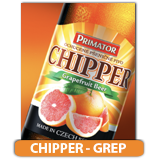 PRIMATOR
CHIPPER
Grapefruit Beer
MADE IN CZECH
CHIPPER - GREP